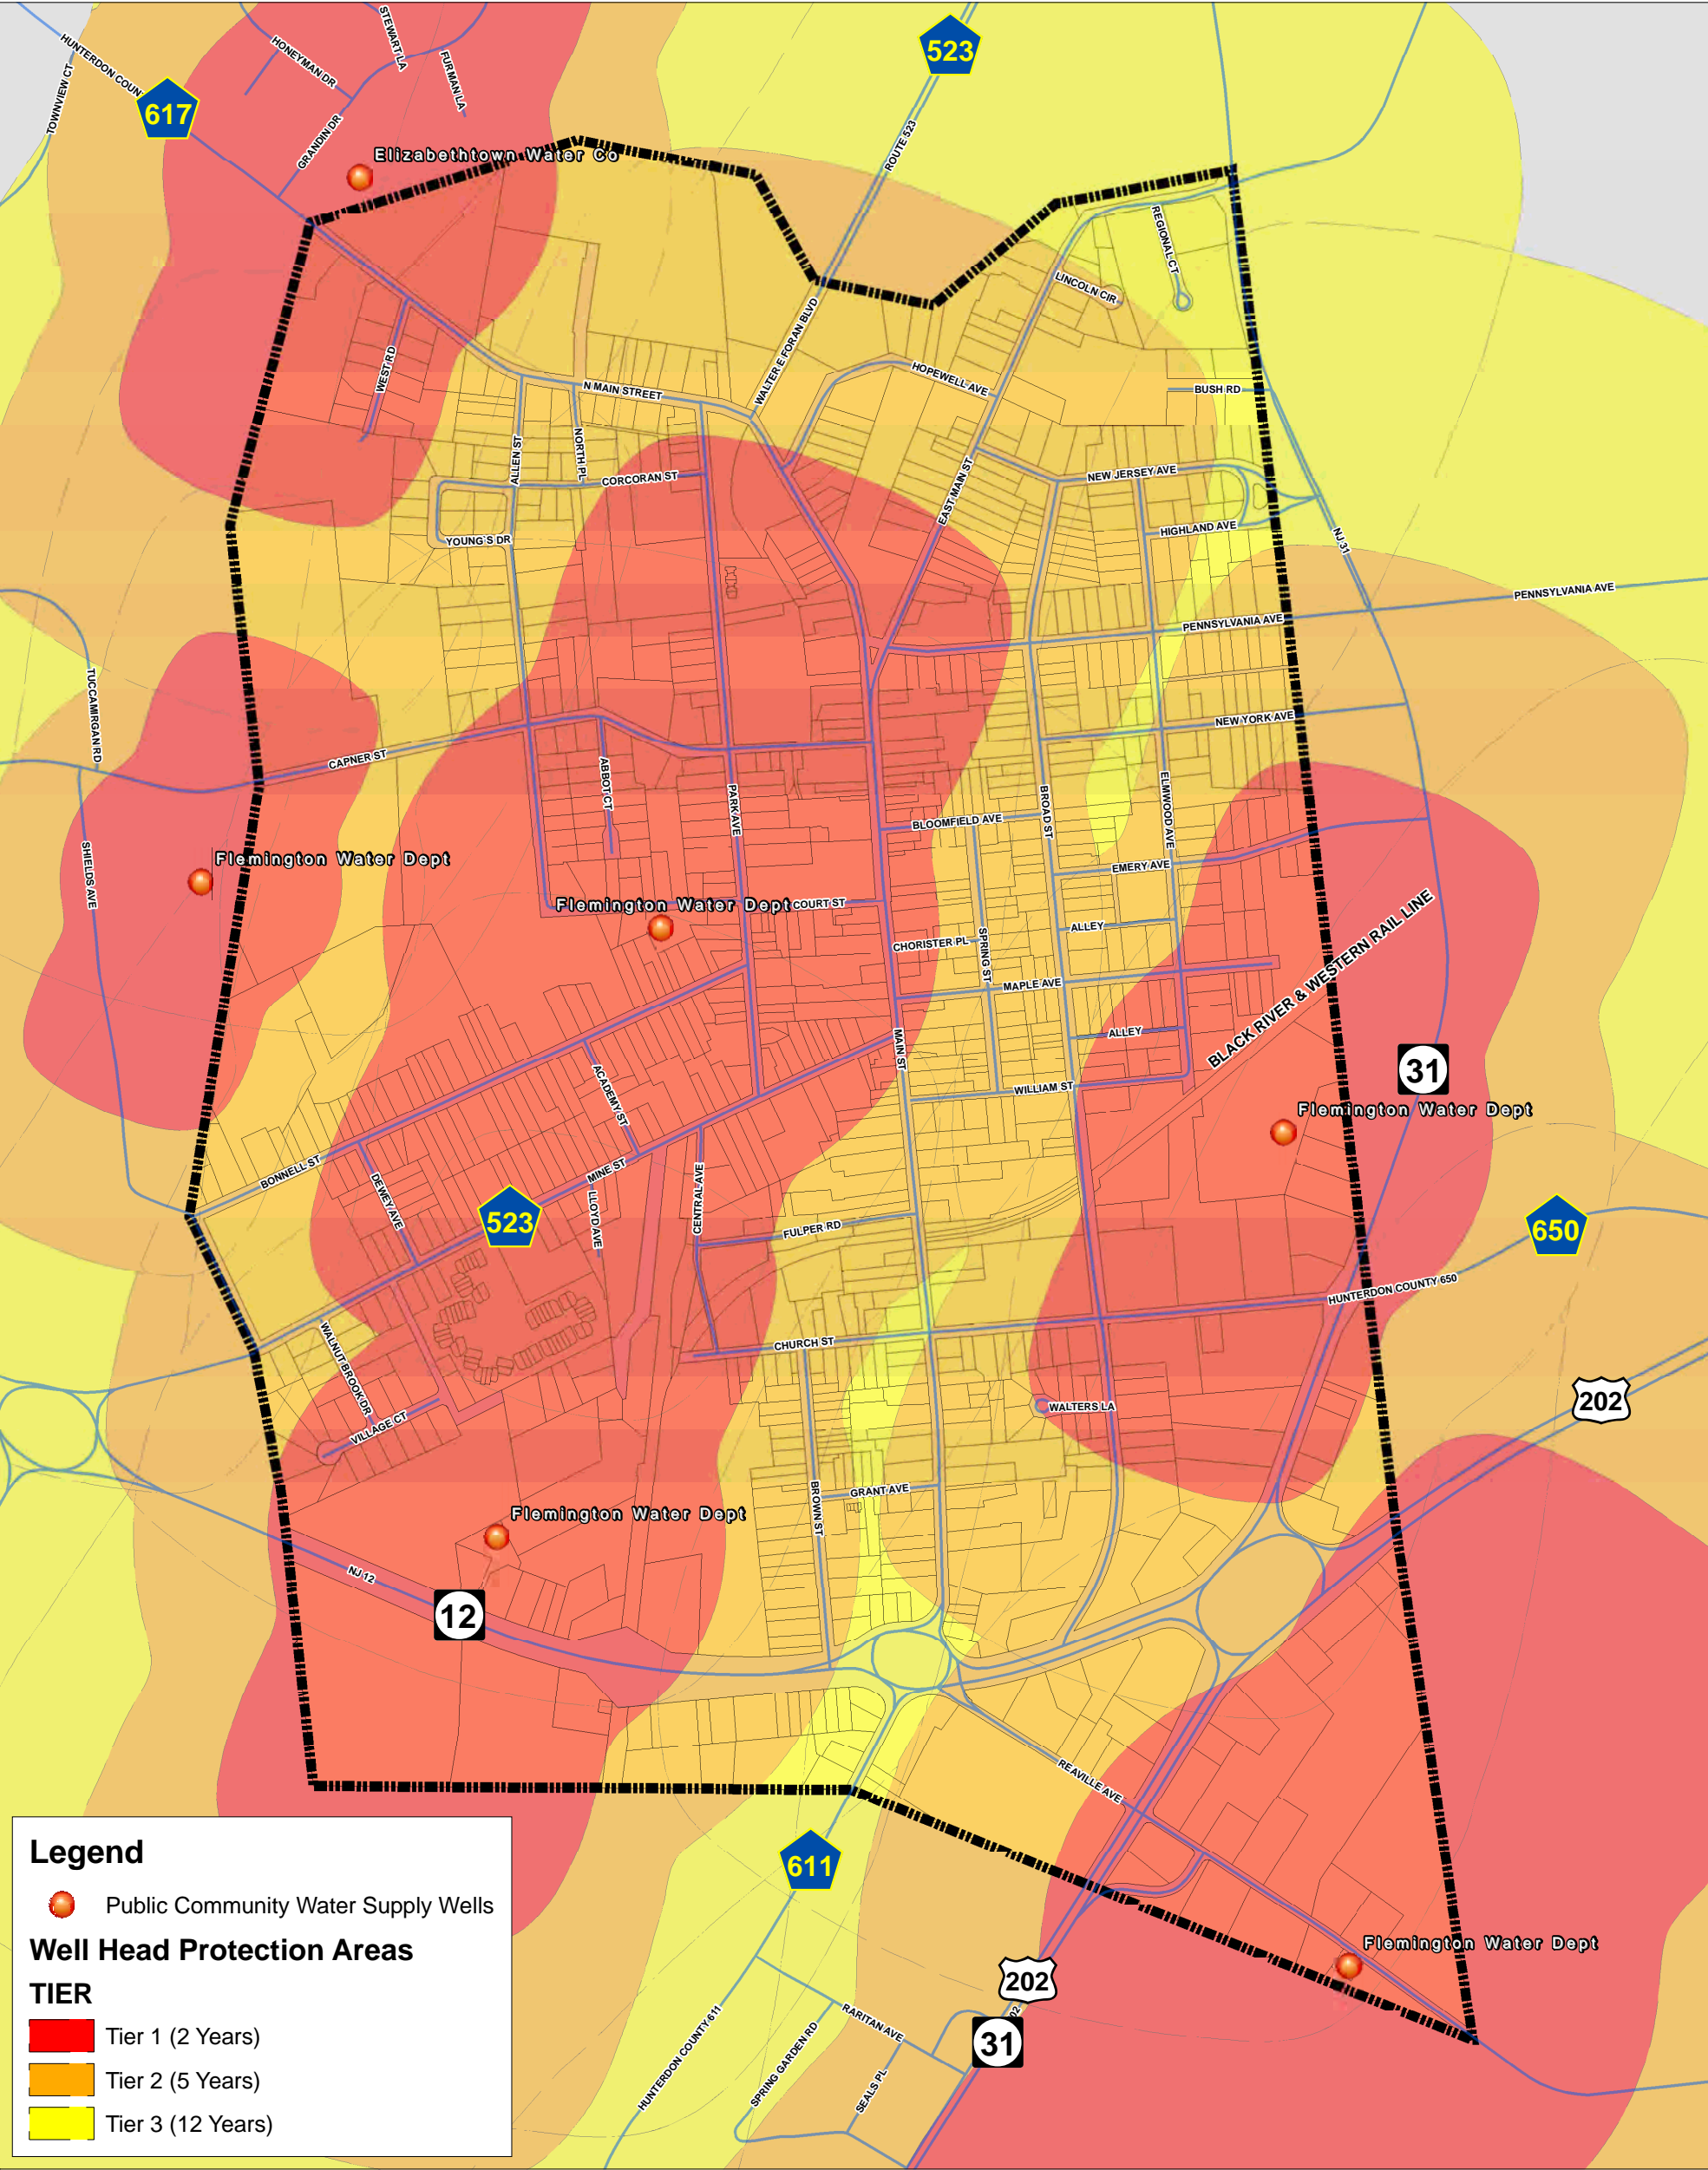 523
STEWART LA
HUNTERDON COUN
HONEYMAN DR
FURMAN LA
TOWNVIEW CT
617
GRANDIN DR
ROUTE 523
Elizabethtown Water Co
REGIONAL CT
LINCOLN CIR
WALTER E FORAN BLVD
WEST RD
N MAIN STREET
HOPEWELL AVE
BUSH RD
ALLEN ST
NORTH PL
CORCORAN ST
EAST MAIN ST
NEW JERSEY AVE
HIGHLAND AVE
YOUNG'S DR
NJ 31
PENNSYLVANIA AVE
PENNSYLVANIA AVE
TUCCAMIRGAN RD
NEW YORK AVE
CAPNER ST
ABBOT CT
PARK AVE
BROAD ST
ELMWOOD AVE
BLOOMFIELD AVE
SHIELDS AVE
Flemington Water Dept
EMERY AVE
Flemington Water Dept
COURT ST
ALLEY
CHORISTER PL
SPRING ST
BLACK RIVER & WESTERN RAIL LINE
MAPLE AVE
MAIN ST
ALLEY
31
ACADEMY ST
WILLIAM ST
Flemington Water Dept
BONNELL ST
MINE ST
DEWEY AVE
LLOYD AVE
CENTRAL AVE
523
FULPER RD
650
HUNTERDON COUNTY 650
WALNUT BROOK DR
CHURCH ST
202
WALTERS LA
VILLAGE CT
GRANT AVE
BROWN ST
Flemington Water Dept
NJ 12
12
REAVILLE AVE
611
Flemington Water Dept
202
02
31
RARITAN AVE
HUNTERDON COUNTY 611
SPRING GARDEN RD
SEALS PL
Legend
Public Community Water Supply Wells
Well Head Protection Areas
TIER
Tier 1 (2 Years)
Tier 2 (5 Years)
Tier 3 (12 Years)